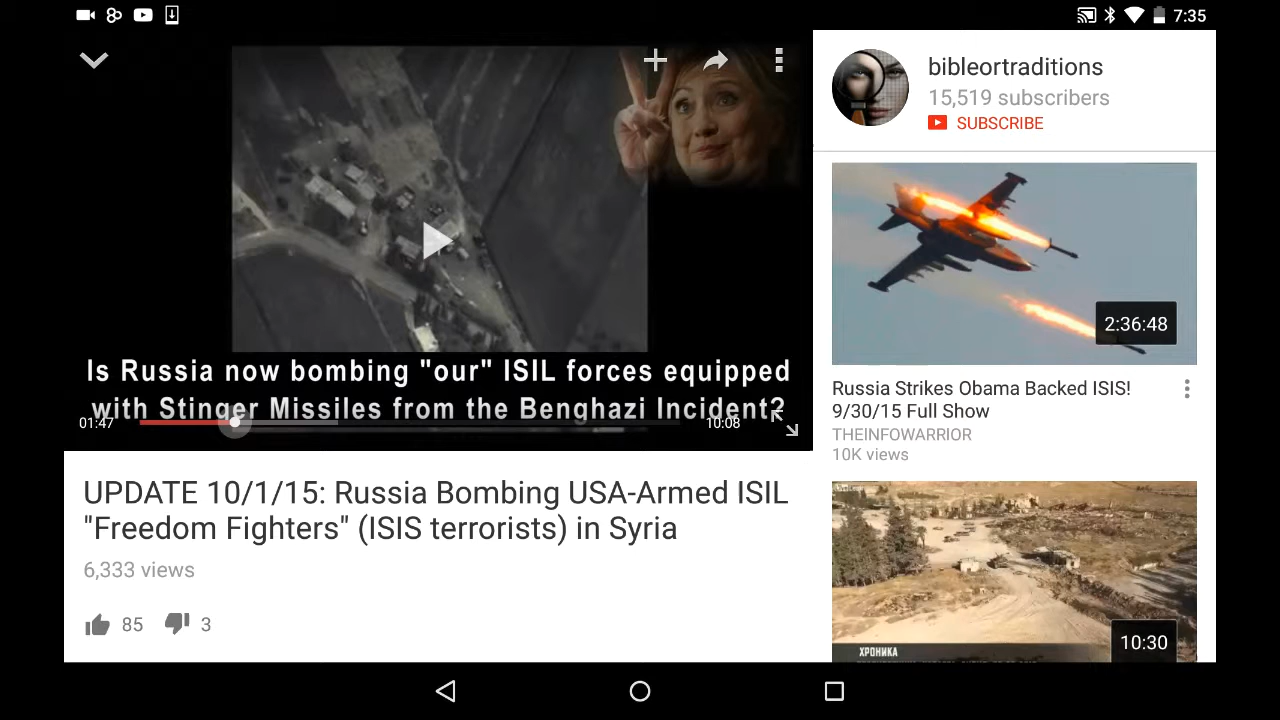 7:35
Is Russia now bombing "our" ISIL forces equipped
with Stinger Missiles from the Benghazi Incident?
01:47
10:08
UPDATE 10/1/15: Russia Bombing USA-Armed ISIL
"Freedom Fighters" (ISIS terrorists) in Syria
6,333 views
85 3
bibleortraditions
15,519 subscribers
SUBSCRIBE
2:36:48
Russia Strikes Obama Backed ISIS!
9/30/15 Full Show
THEINFOWARRIOR
10K views
10:30
ХРОНИКА